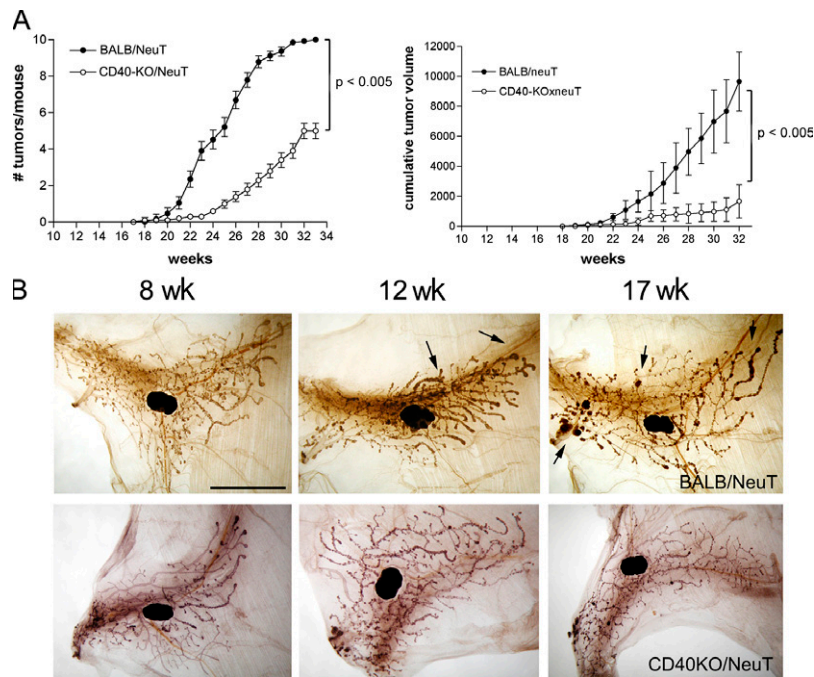 A
10
8
6
4
2
0
# tumors/mouse
BALB/NeuT
CD40-KO/NeuT
p < 0.005
10 12 14 16 18 20 22 24 26 28 30 32 34
weeks
12000
10000
8000
6000
4000
2000
0
cumulative tumor volume
BALB/neuT
CD40-KOxneuT
p < 0.005
10 12 14 16 18 20 22 24 26 28 30 32
weeks
B
8 wk
12 wk
17 wk
BALB/NeuT
CD40KO/NeuT